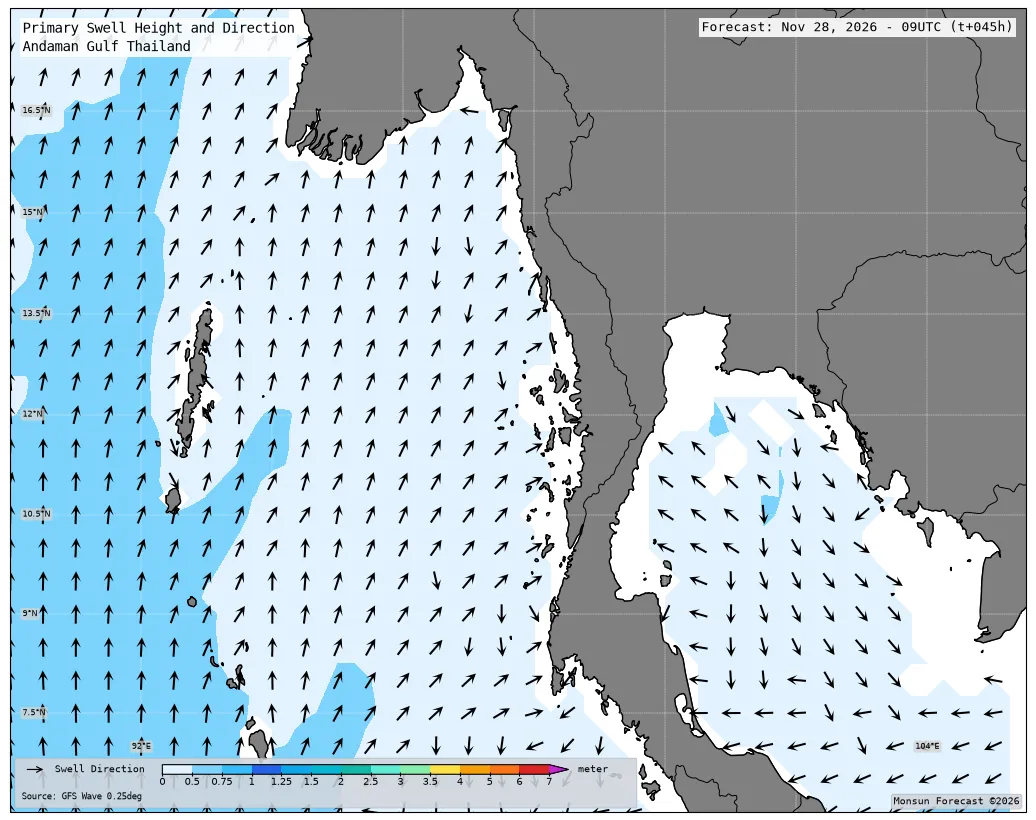 Primary Swell Height and Direction
Andaman Gulf Thailand
Forecast: Nov 28, 2026 - 09UTC (t+045h)
16.5°N
15°N
13.5°N
12°N
10.5°N
9°N
7.5°N
92°E
104°E
Swell Direction
0 0.5 0.75 1 1.25 1.5 2 2.5 3 3.5 4 5 6 7
meter
Source: GFS Wave 0.25deg
Monsun Forecast ©2026